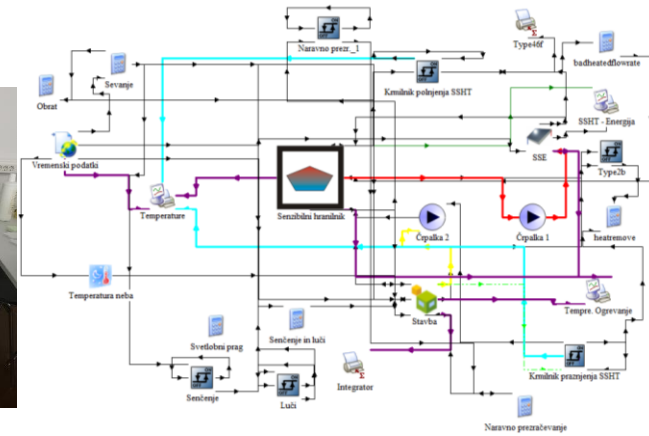 Naravno prezr._1
Type46f
badheatedflowrate
Sevanje
Krmilnik polnjenja SSHT
Obrat
SSHT - Energija
SSE
Vremenski podatki
Type2b
Temperature
Senzibilni hranilnik
Črpalka 2
Črpalka 1
heatremove
Temperatura neba
Tempre. Ogrevanje
Stavba
Svetlobni prag
Senčenje in luči
Integrator
Krmilnik praznjenja SSHT
Senčenje
Luči
Naravno prezračevanje